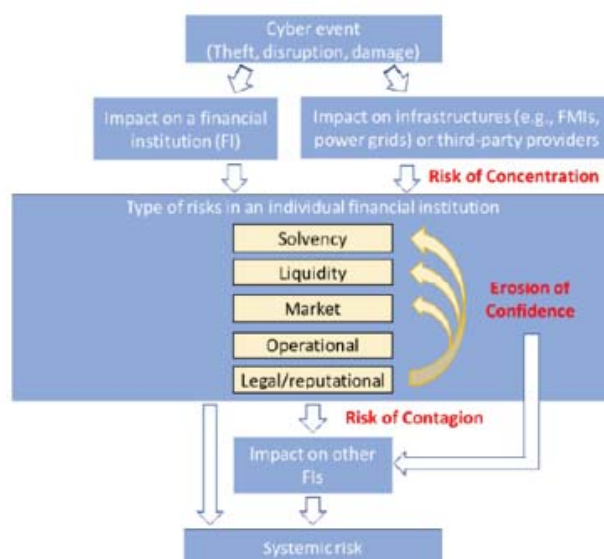 Cyber event
(Theft, disruption, damage)
Impact on a financial
institution (FI)
Impact on infrastructures (e.g., FMIs,
power grids) or third-party providers
Risk of Concentration
Type of risks in an individual financial institution
Solvency
Liquidity
Market
Operational
Legal/reputational
Erosion of
Confidence
Risk of Contagion
Impact on other
FIs
Systemic risk